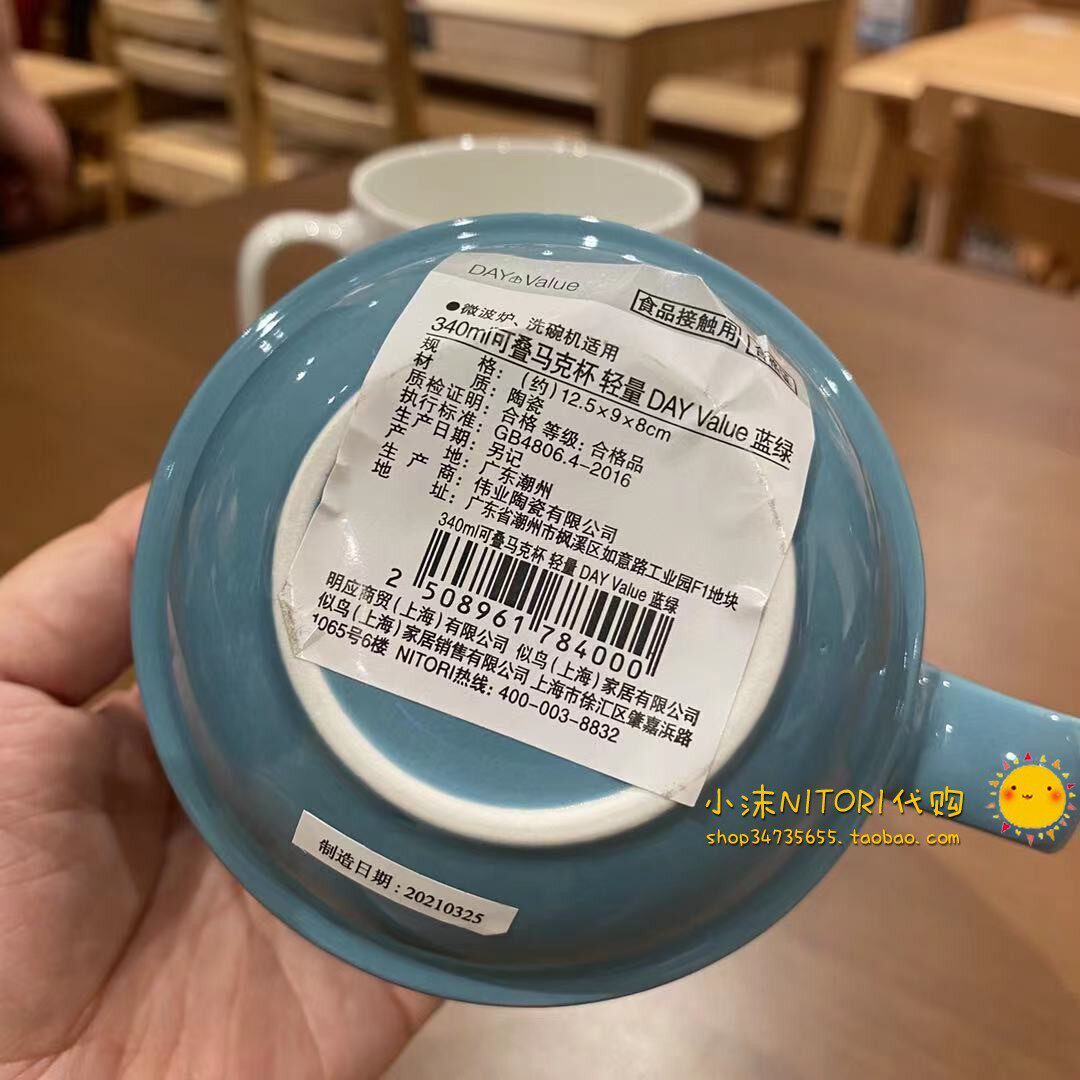 DAY Value
食品接触用
●微波炉、洗碗机适用
340ml可叠马克杯 轻量 DAY Value 蓝绿
规格：(约) 12.5×9×8cm
材质：陶瓷
质检证明：合格 等级：合格品
执行标准：GB4806.4-2016
生产日期：另记
产地：广东潮州
生产商：伟业陶瓷有限公司
地址：广东省潮州市枫溪区如意路工业园F1地块
340ml可叠马克杯 轻量 DAY Value 蓝绿
2 508961 784000
明应商贸(上海)有限公司 似鸟(上海)家居有限公司
似鸟(上海)家居销售有限公司 上海市徐汇区肇嘉浜路
1065号6楼 NITORI热线：400-003-8832
制造日期：20210325
小沫NITORI代购
shop34735655.taobao.com